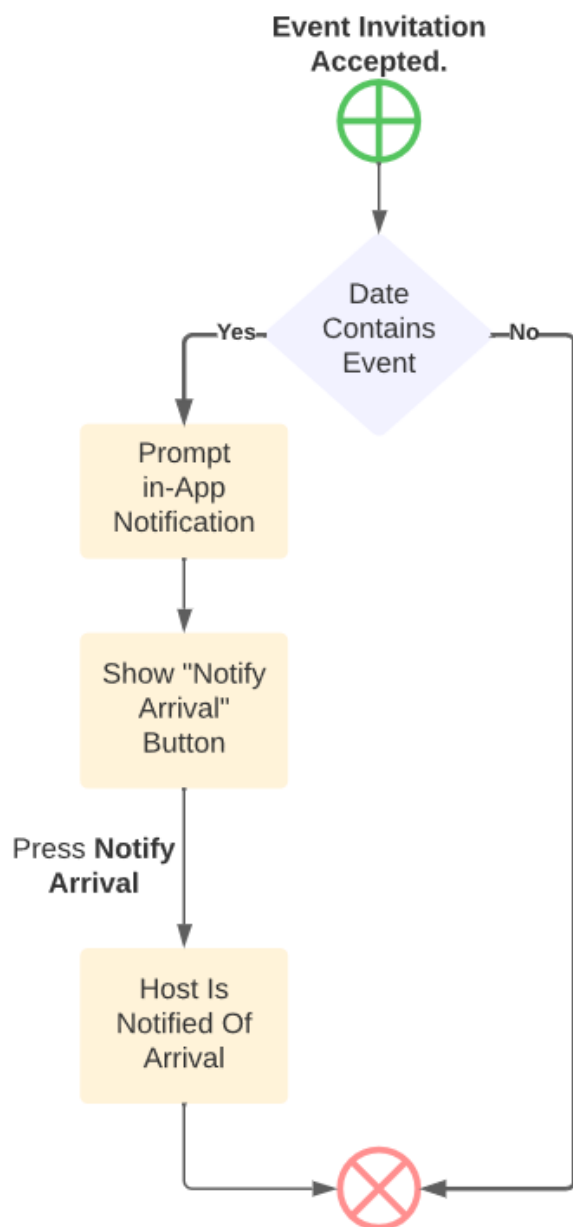 Event Invitation
Accepted.
Date
Contains
Event
Yes
No
Prompt
in-App
Notification
Show "Notify
Arrival"
Button
Press Notify
Arrival
Host Is
Notified Of
Arrival